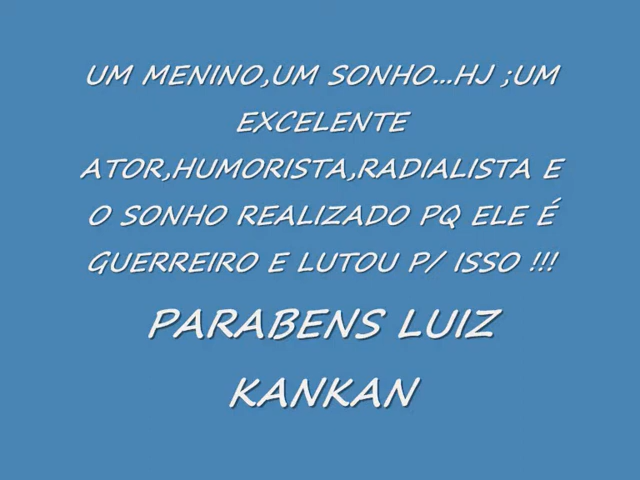 UM MENINO,UM SONHO...HJ ;UM
EXCELENTE
ATOR,HUMORISTA,RADIALISTA E
O SONHO REALIZADO PQ ELE É
GUERREIRO E LUTOU P/ ISSO !!!
PARABENS LUIZ
KANKAN